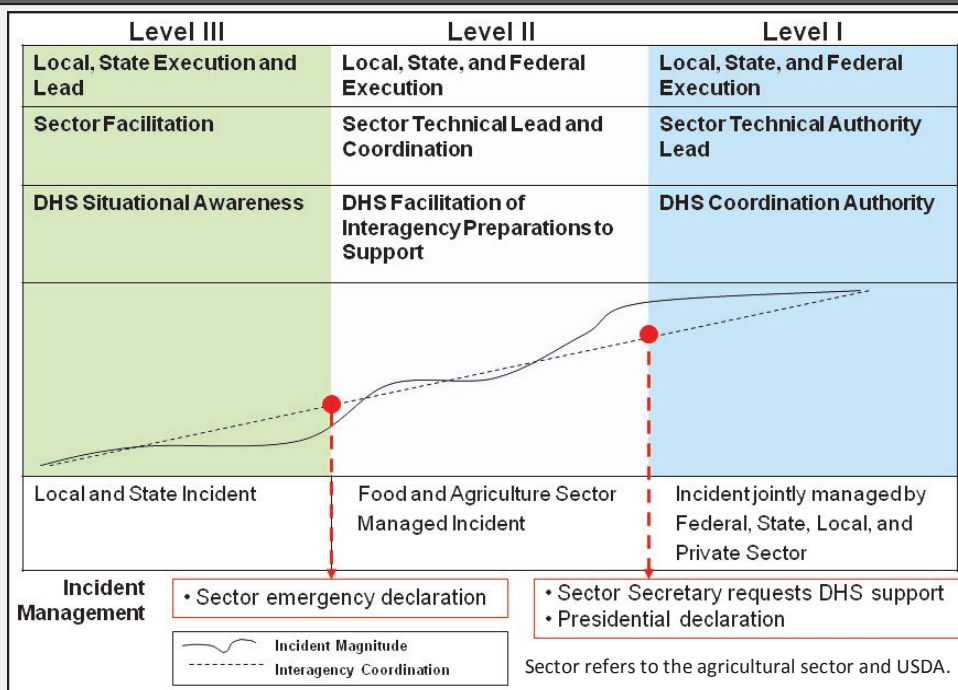 Level III
Level II
Level I
Local, State Execution and
Lead
Local, State, and Federal
Execution
Local, State, and Federal
Execution
Sector Facilitation
Sector Technical Lead and
Coordination
Sector Technical Authority
Lead
DHS Situational Awareness
DHS Facilitation of
Interagency Preparations to
Support
DHS Coordination Authority
Local and State Incident
Food and Agriculture Sector
Managed Incident
Incident jointly managed by
Federal, State, Local, and
Private Sector
Incident
Management
• Sector emergency declaration
• Sector Secretary requests DHS support
• Presidential declaration
Incident Magnitude
Interagency Coordination
Sector refers to the agricultural sector and USDA.